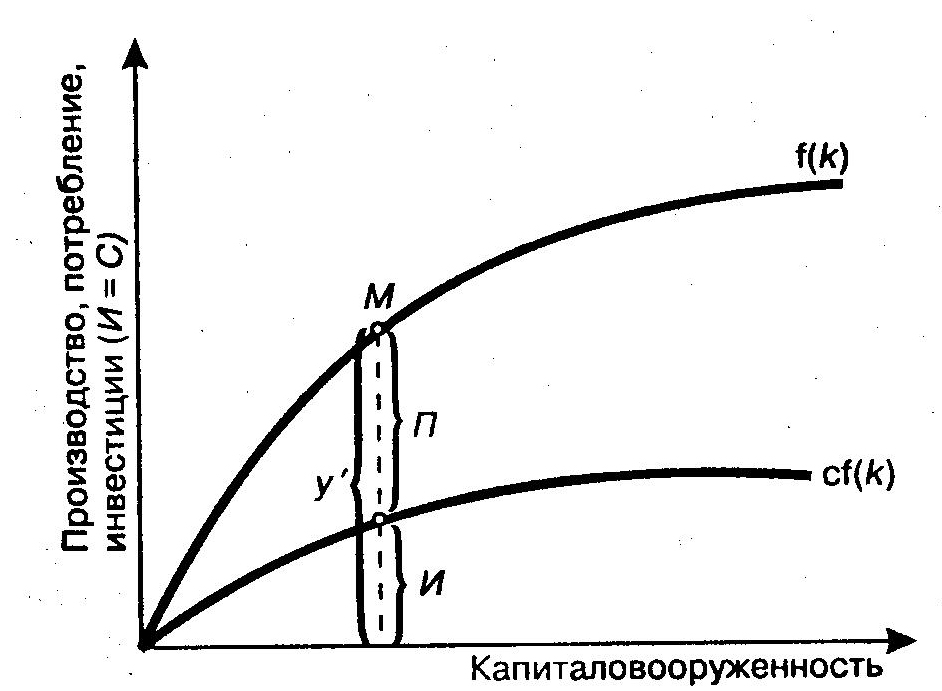 Производство, потребление,
инвестиции (И = С)
f(k)
М
П
y'
cf(k)
И
Капиталовооруженность